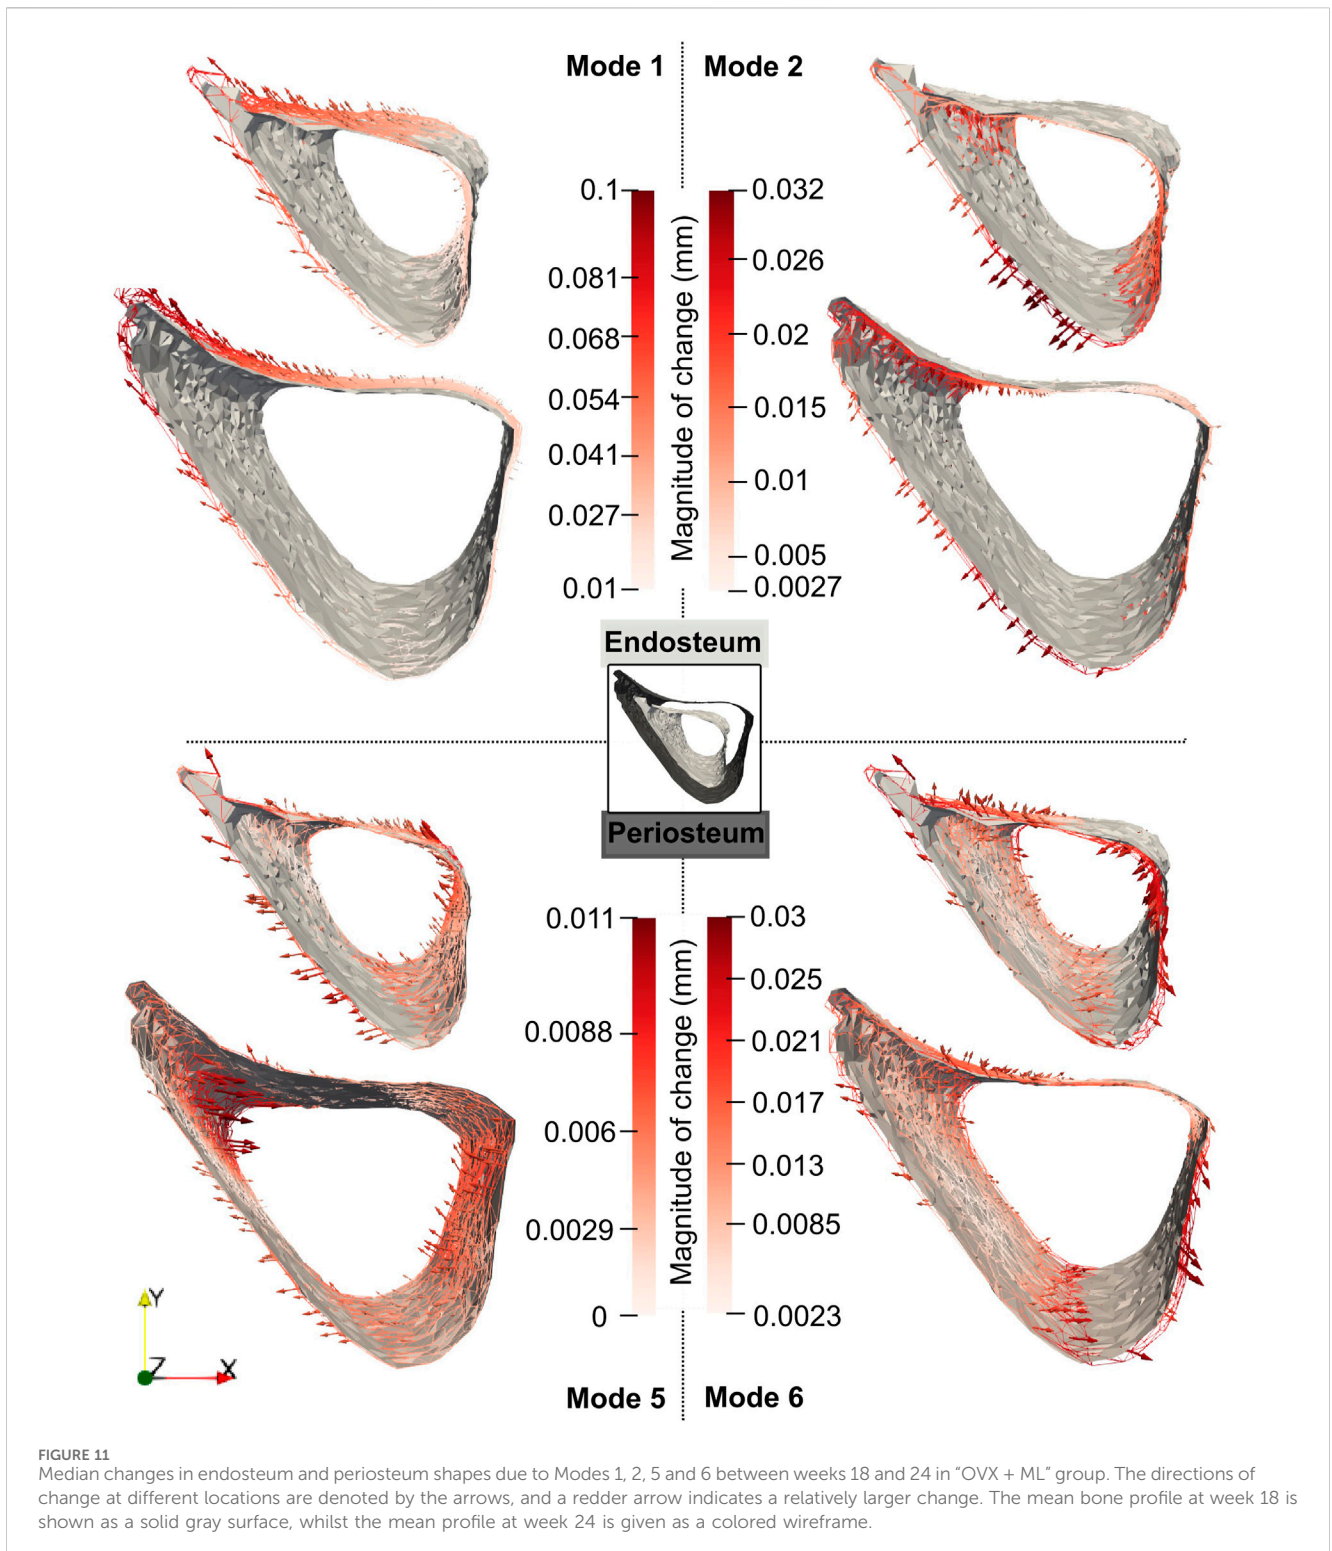 Mode 1
Mode 2
0.1
0.081
0.068
0.054
0.041
0.027
0.01
Magnitude of change (mm)
0.032
0.026
0.02
0.015
0.01
0.005
0.0027
Endosteum
Periosteum
0.011
0.0088
0.006
0.0029
0
Magnitude of change (mm)
0.03
0.025
0.021
0.017
0.013
0.0085
0.0023
Y
Z
X
Mode 5
Mode 6
FIGURE 11
Median changes in endosteum and periosteum shapes due to Modes 1, 2, 5 and 6 between weeks 18 and 24 in “OVX + ML” group. The directions of
change at different locations are denoted by the arrows, and a redder arrow indicates a relatively larger change. The mean bone profile at week 18 is
shown as a solid gray surface, whilst the mean profile at week 24 is given as a colored wireframe.